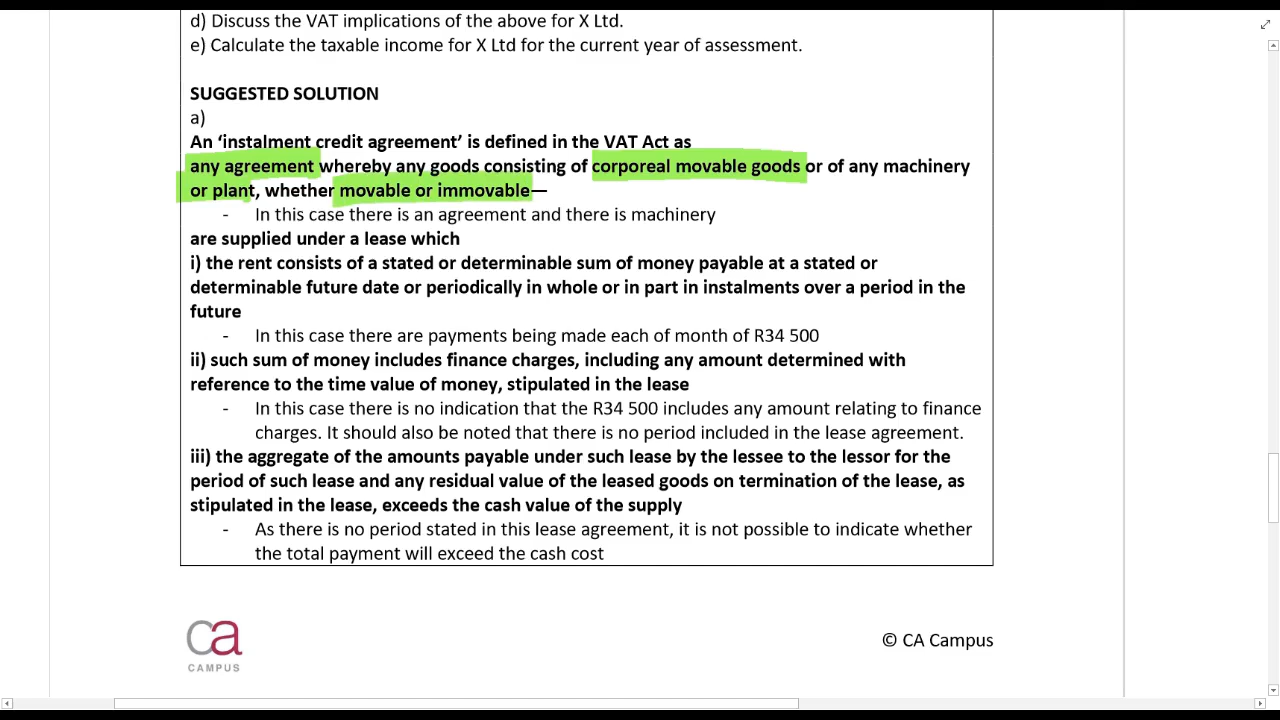 d) Discuss the VAT implications of the above for X Ltd.
e) Calculate the taxable income for X Ltd for the current year of assessment.
SUGGESTED SOLUTION
a)
An ‘instalment credit agreement’ is defined in the VAT Act as
any agreement whereby any goods consisting of corporeal movable goods or of any machinery
or plant, whether movable or immovable—
- In this case there is an agreement and there is machinery
are supplied under a lease which
i) the rent consists of a stated or determinable sum of money payable at a stated or
determinable future date or periodically in whole or in part in instalments over a period in the
future
- In this case there are payments being made each of month of R34 500
ii) such sum of money includes finance charges, including any amount determined with
reference to the time value of money, stipulated in the lease
- In this case there is no indication that the R34 500 includes any amount relating to finance
charges. It should also be noted that there is no period included in the lease agreement.
iii) the aggregate of the amounts payable under such lease by the lessee to the lessor for the
period of such lease and any residual value of the leased goods on termination of the lease, as
stipulated in the lease, exceeds the cash value of the supply
- As there is no period stated in this lease agreement, it is not possible to indicate whether
the total payment will exceed the cash cost
ca
CAMPUS
© CA Campus